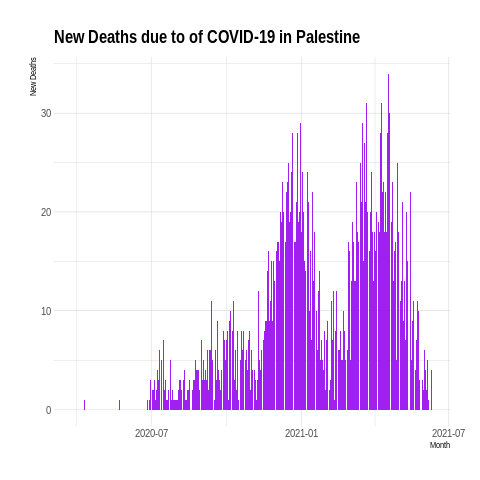 New Deaths due to of COVID-19 in Palestine
New Deaths
30
20
10
0
2020-07
2021-01
2021-07
Month